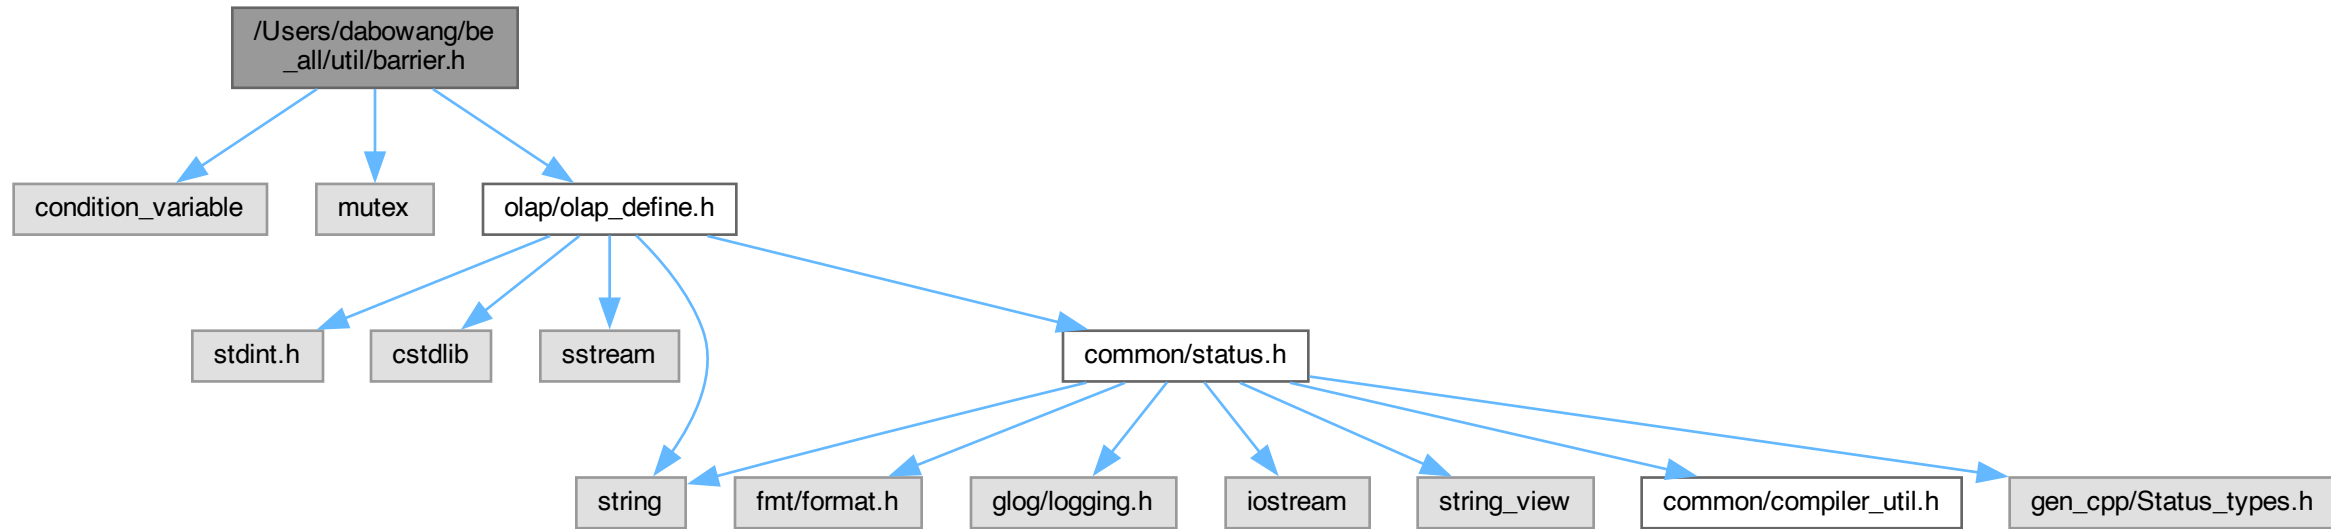 /Users/dabowang/be
_all/util/barrier.h
condition_variable
mutex
olap/olap_define.h
stdint.h
cstdlib
sstream
common/status.h
string
fmt/format.h
glog/logging.h
iostream
string_view
common/compiler_util.h
gen_cpp/Status_types.h